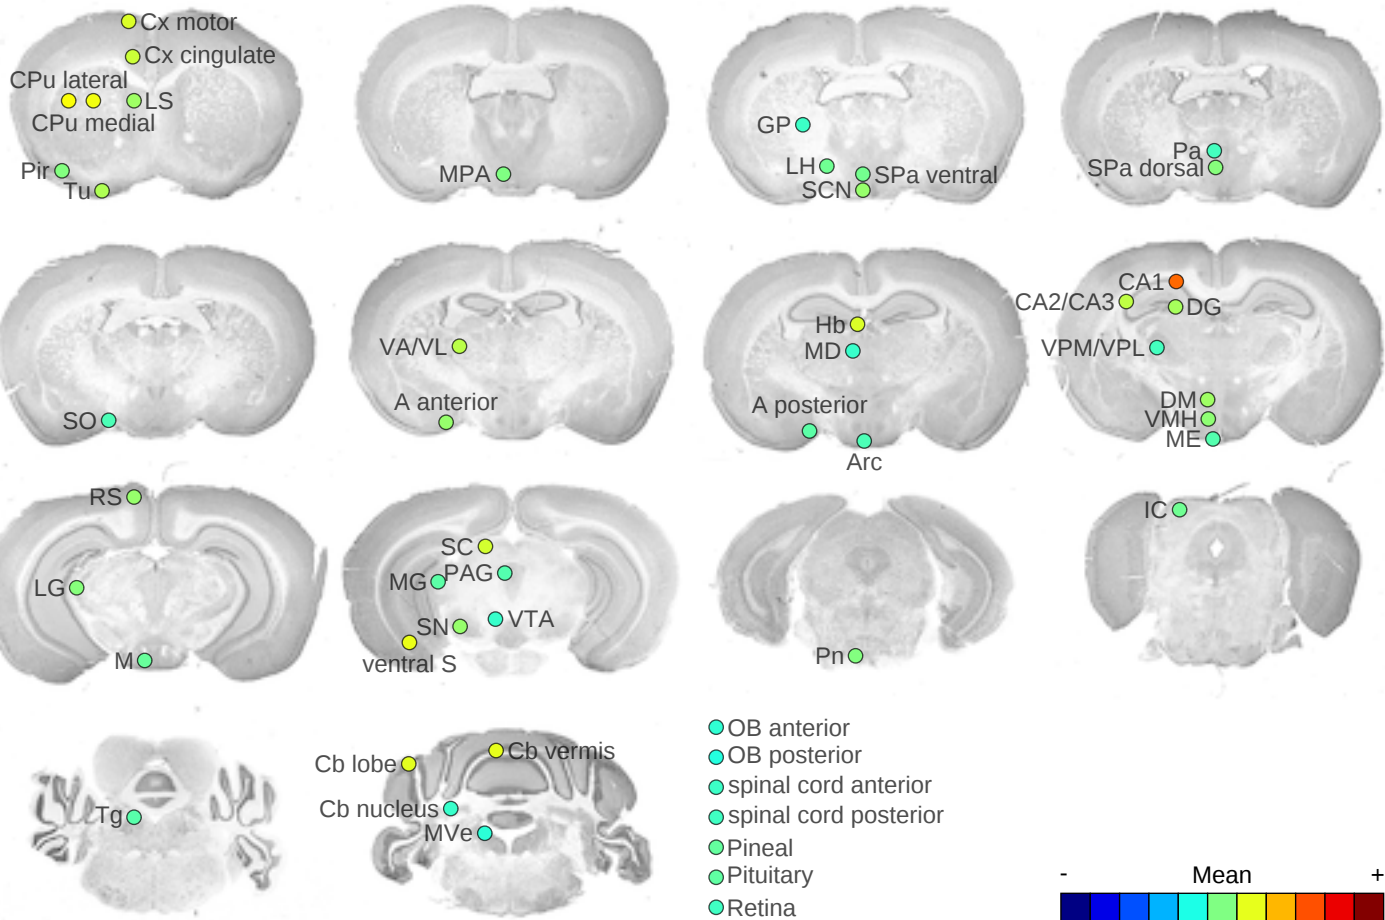 Cx motor
Cx cingulate
CPu lateral
LS
CPu medial
Pir
Tu
MPA
GP
LH
SPa ventral
SCN
Pa
SPa dorsal
SO
VA/VL
A anterior
Hb
MD
A posterior
Arc
CA1
CA2/CA3
DG
VPM/VPL
DM
VMH
ME
RS
LG
M
SC
MG
PAG
SN
VTA
ventral S
Pn
IC
Tg
Cb lobe
Cb vermis
Cb nucleus
MVe
OB anterior
OB posterior
spinal cord anterior
spinal cord posterior
Pineal
Pituitary
Retina
- Mean +